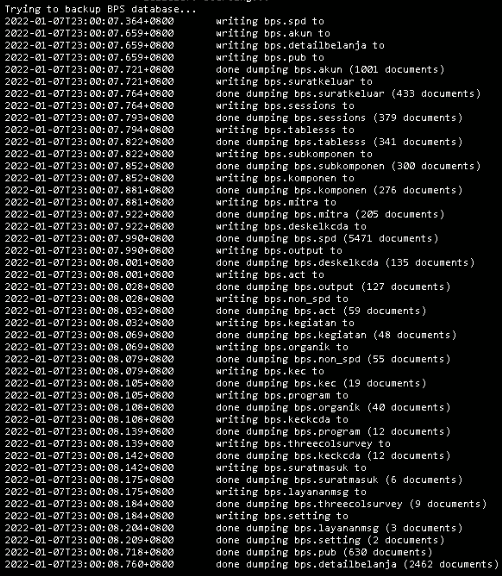 Trying to backup BPS database...
2022-01-07T23:00:07.364+0800 writing bps.spd to
2022-01-07T23:00:07.659+0800 writing bps.akun to
2022-01-07T23:00:07.659+0800 writing bps.detailbelanja to
2022-01-07T23:00:07.659+0800 writing bps.pub to
2022-01-07T23:00:07.721+0800 done dumping bps.akun (1001 documents)
2022-01-07T23:00:07.721+0800 writing bps.suratkeluar to
2022-01-07T23:00:07.764+0800 done dumping bps.suratkeluar (433 documents)
2022-01-07T23:00:07.764+0800 writing bps.sessions to
2022-01-07T23:00:07.793+0800 done dumping bps.sessions (379 documents)
2022-01-07T23:00:07.794+0800 writing bps.tablesss to
2022-01-07T23:00:07.822+0800 done dumping bps.tablesss (341 documents)
2022-01-07T23:00:07.822+0800 writing bps.subkomponen to
2022-01-07T23:00:07.852+0800 done dumping bps.subkomponen (300 documents)
2022-01-07T23:00:07.852+0800 writing bps.komponen to
2022-01-07T23:00:07.881+0800 done dumping bps.komponen (276 documents)
2022-01-07T23:00:07.881+0800 writing bps.mitra to
2022-01-07T23:00:07.922+0800 done dumping bps.mitra (205 documents)
2022-01-07T23:00:07.922+0800 writing bps.deskelkcda to
2022-01-07T23:00:07.990+0800 done dumping bps.spd (5471 documents)
2022-01-07T23:00:07.990+0800 writing bps.output to
2022-01-07T23:00:08.001+0800 done dumping bps.deskelkcda (135 documents)
2022-01-07T23:00:08.001+0800 writing bps.act to
2022-01-07T23:00:08.028+0800 done dumping bps.output (127 documents)
2022-01-07T23:00:08.028+0800 writing bps.non_spd to
2022-01-07T23:00:08.032+0800 done dumping bps.act (59 documents)
2022-01-07T23:00:08.032+0800 writing bps.kegiatan to
2022-01-07T23:00:08.069+0800 done dumping bps.kegiatan (48 documents)
2022-01-07T23:00:08.069+0800 writing bps.organik to
2022-01-07T23:00:08.079+0800 done dumping bps.non_spd (55 documents)
2022-01-07T23:00:08.079+0800 writing bps.kec to
2022-01-07T23:00:08.105+0800 done dumping bps.kec (19 documents)
2022-01-07T23:00:08.105+0800 writing bps.program to
2022-01-07T23:00:08.108+0800 done dumping bps.organik (40 documents)
2022-01-07T23:00:08.108+0800 writing bps.keckcda to
2022-01-07T23:00:08.139+0800 done dumping bps.program (12 documents)
2022-01-07T23:00:08.139+0800 writing bps.threecolsurvey to
2022-01-07T23:00:08.142+0800 done dumping bps.keckcda (12 documents)
2022-01-07T23:00:08.142+0800 writing bps.suratmasuk to
2022-01-07T23:00:08.175+0800 done dumping bps.suratmasuk (6 documents)
2022-01-07T23:00:08.175+0800 writing bps.layananmsg to
2022-01-07T23:00:08.184+0800 done dumping bps.threecolsurvey (9 documents)
2022-01-07T23:00:08.184+0800 writing bps.setting to
2022-01-07T23:00:08.204+0800 done dumping bps.layananmsg (3 documents)
2022-01-07T23:00:08.209+0800 done dumping bps.setting (2 documents)
2022-01-07T23:00:08.718+0800 done dumping bps.pub (630 documents)
2022-01-07T23:00:08.760+0800 done dumping bps.detailbelanja (2462 documents)